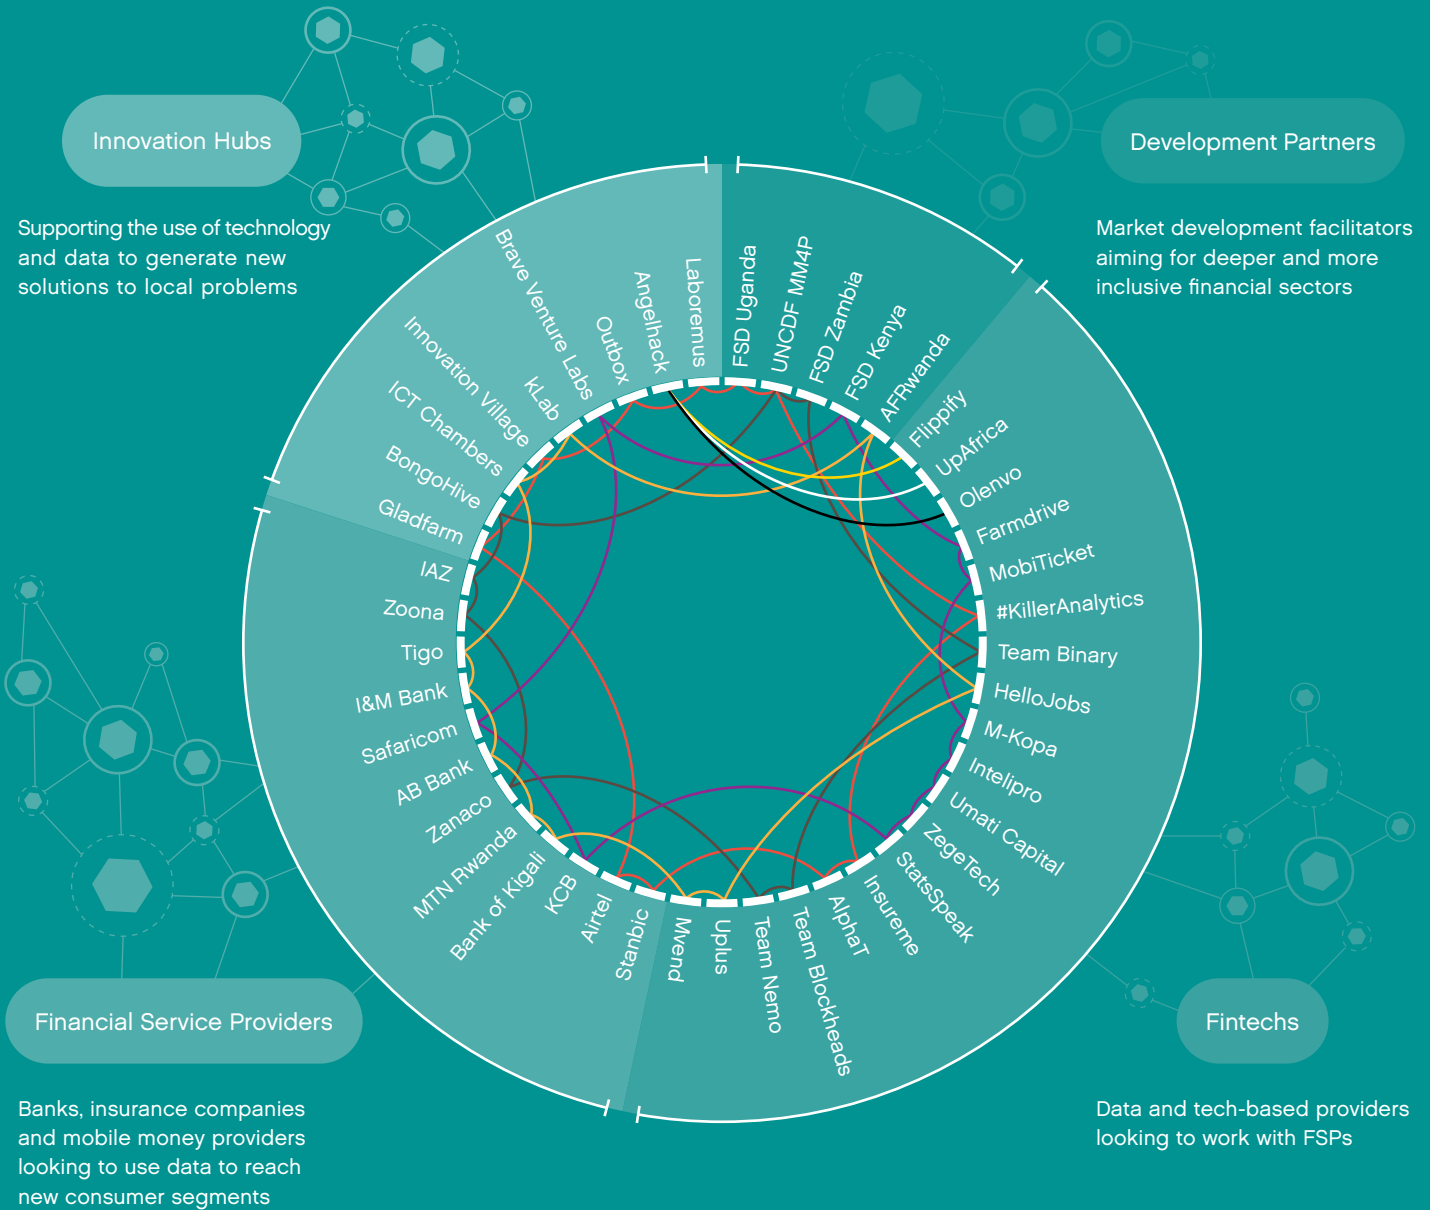 Innovation Hubs
Supporting the use of technology
and data to generate new
solutions to local problems
Development Partners
Market development facilitators
aiming for deeper and more
inclusive financial sectors
FSD Uganda
UNCDF MM4P
FSD Zambia
FSD Kenya
AFRwanda
Flippify
UpAfrica
Olenvo
Farmdrive
MobiTicket
#KillerAnalytics
Team Binary
HelloJobs
M-Kopa
Intelipro
Umati Capital
ZegeTech
StatsSpeak
Insureme
AlphaT
Team Blockheads
Team Nemo
Uplus
Mvend
Stanbic
Airtel
KCB
Bank of Kigali
MTN Rwanda
Zanaco
AB Bank
Safaricom
I&M Bank
Tigo
Zoona
IAZ
Gladfarm
BongoHive
ICT Chambers
Innovation Village
kLab
Brave Venture Labs
Outbox
Angelhack
Laboremus
Financial Service Providers
Banks, insurance companies
and mobile money providers
looking to use data to reach
new consumer segments
Fintechs
Data and tech-based providers
looking to work with FSPs